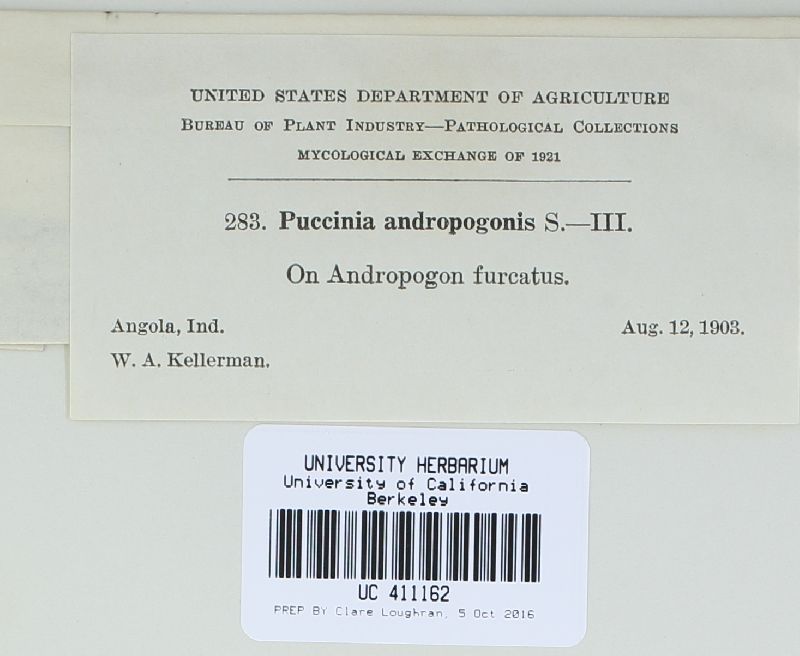 UNITED STATES DEPARTMENT OF AGRICULTURE
BUREAU OF PLANT INDUSTRY—PATHOLOGICAL COLLECTIONS
MYCOLOGICAL EXCHANGE OF 1921
283. Puccinia andropogonis S.—III.
On Andropogon furcatus.
Angola, Ind. Aug. 12, 1903.
W. A. Kellerman.
UNIVERSITY HERBARIUM
University of California
Berkeley
UC 411162
PREP BY Clare Loughran, 5 Oct 2016